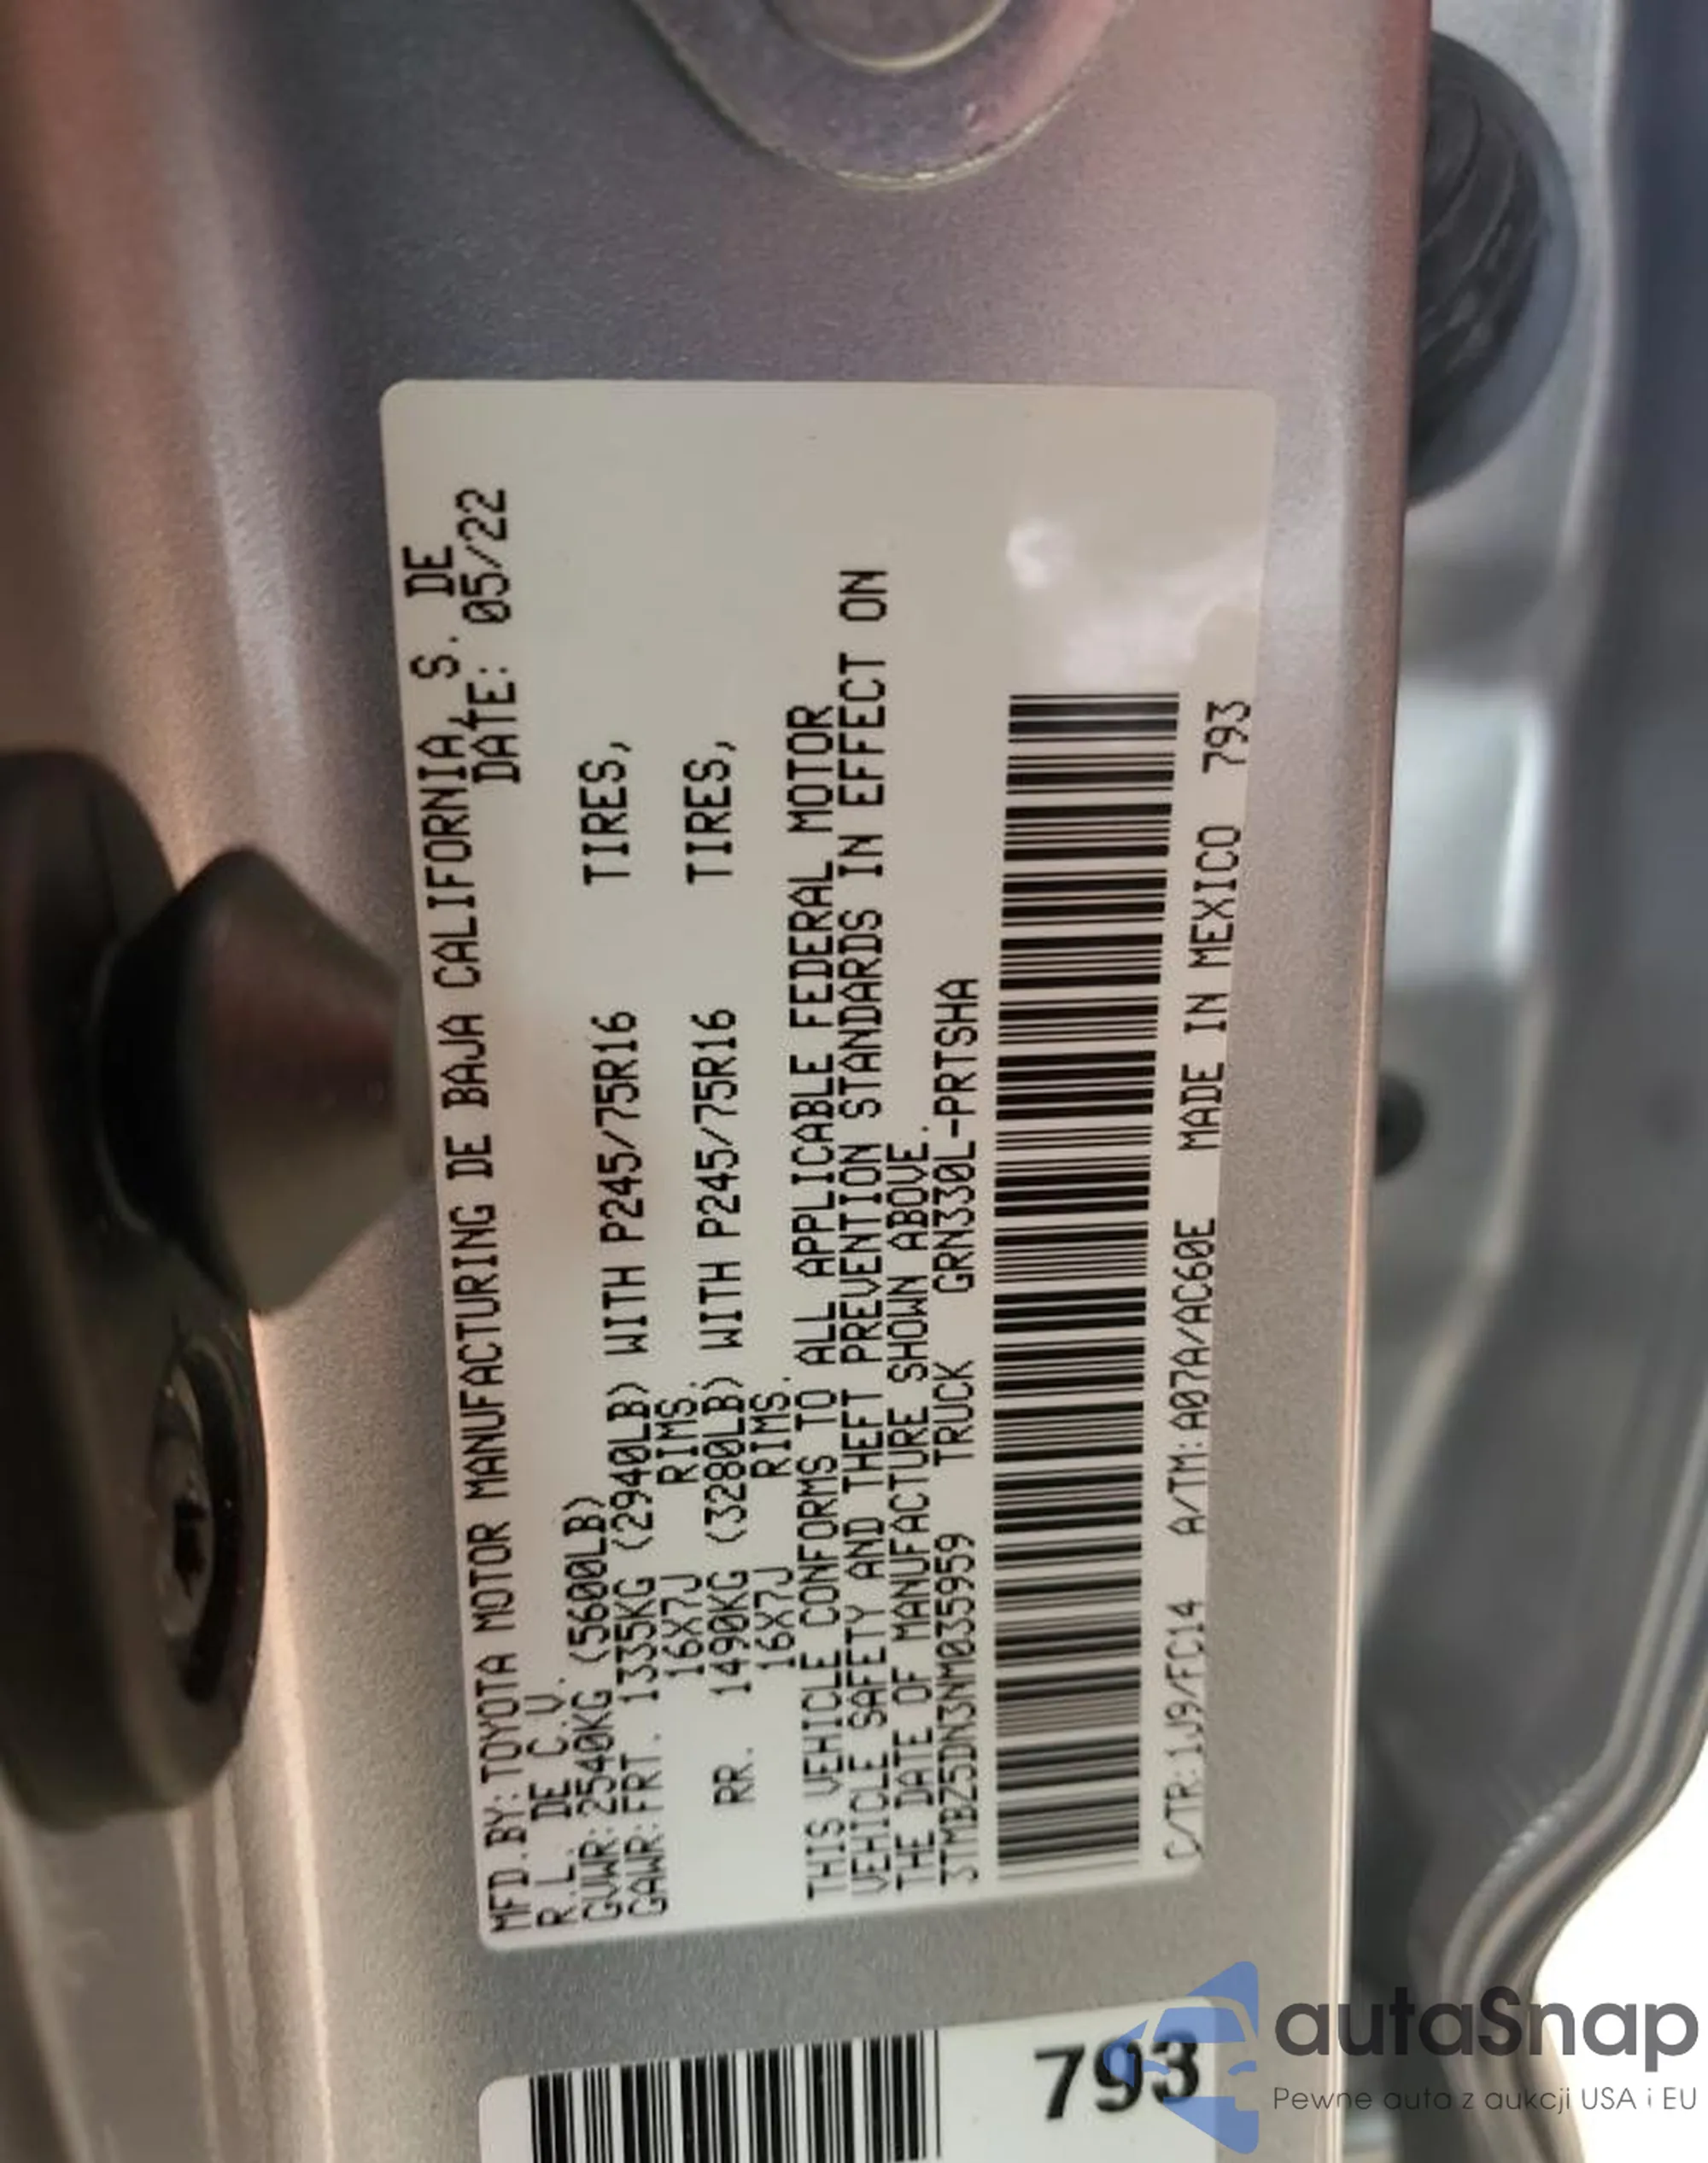 MFD.BY:TOYOTA MOTOR MANUFACTURING DE BAJA CALIFORNIA, S. DE
R.L. DE C.V. DATE: 05/22
GVWR:2540KG (5600LB)
GAWR:FRT. 1335KG (2940LB) WITH P245/75R16 TIRES,
16X7J RIMS.
RR. 1490KG (3280LB) WITH P245/75R16 TIRES,
16X7J RIMS.
THIS VEHICLE CONFORMS TO ALL APPLICABLE FEDERAL MOTOR
VEHICLE SAFETY AND THEFT PREVENTION STANDARDS IN EFFECT ON
THE DATE OF MANUFACTURE SHOWN ABOVE.
3TMBZ5DN3NM035959 TRUCK GRN330L-PRTSHA
C/TR:1J9/FC14 A/TM:A07A/AC60E MADE IN MEXICO 793
793
autaSnap
Pewne auta z aukcji USA i EU